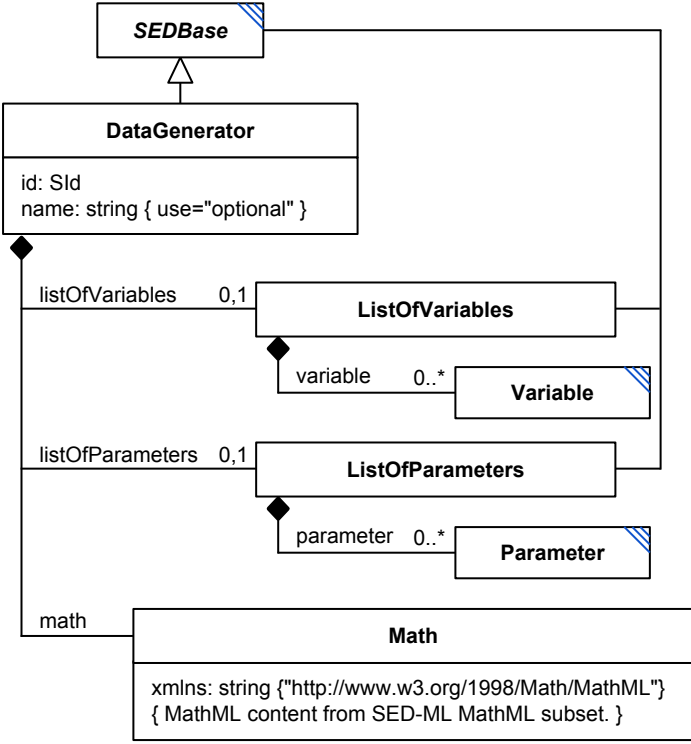 SEDBase
DataGenerator
id: SId
name: string { use="optional" }
listOfVariables 0,1
ListOfVariables
variable 0..*
Variable
listOfParameters 0,1
ListOfParameters
parameter 0..*
Parameter
math
Math
xmlns: string {"http://www.w3.org/1998/Math/MathML"}
{ MathML content from SED-ML MathML subset. }